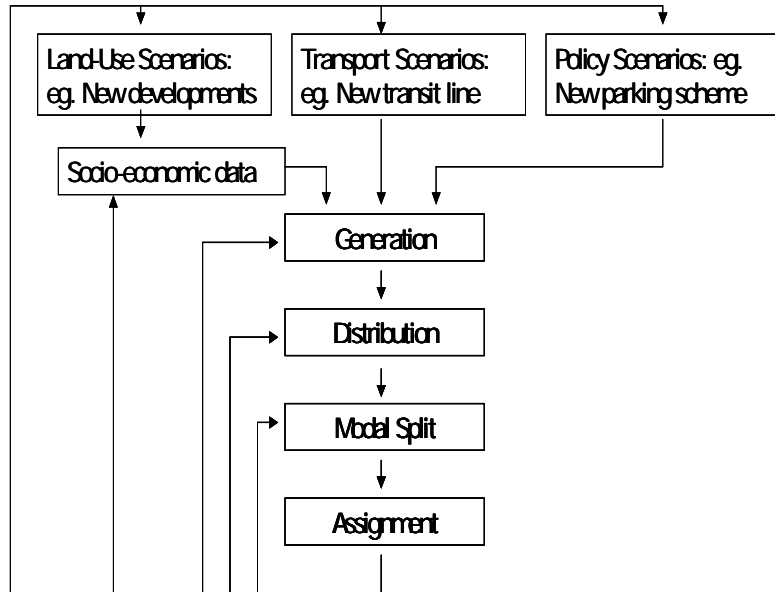 Land-Use Scenarios:
eg. New developments
Transport Scenarios:
eg. New transit line
Policy Scenarios: eg.
New parking scheme
Socio-economic data
Generation
Distribution
Modal Split
Assignment